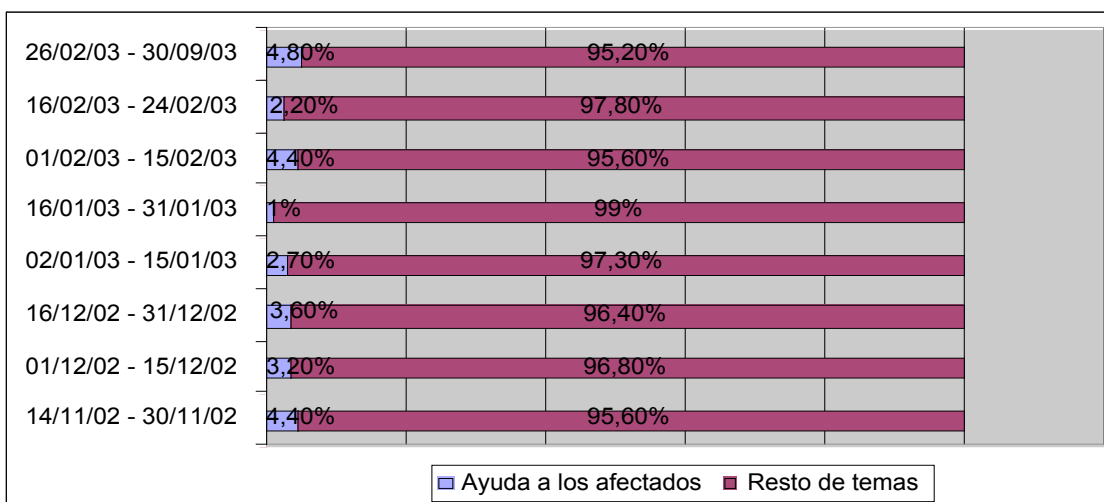 26/02/03 - 30/09/03 4,80% 95,20%
16/02/03 - 24/02/03 2,20% 97,80%
01/02/03 - 15/02/03 4,40% 95,60%
16/01/03 - 31/01/03 1% 99%
02/01/03 - 15/01/03 2,70% 97,30%
16/12/02 - 31/12/02 3,60% 96,40%
01/12/02 - 15/12/02 3,20% 96,80%
14/11/02 - 30/11/02 4,40% 95,60%
Ayuda a los afectados Resto de temas